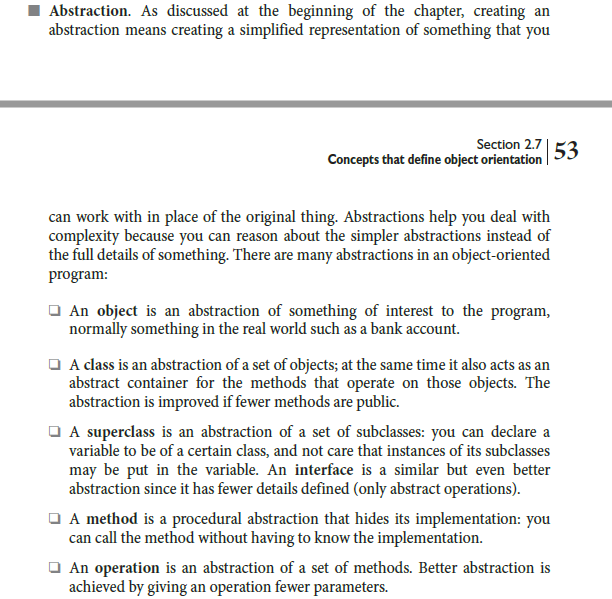 Abstraction. As discussed at the beginning of the chapter, creating an
abstraction means creating a simplified representation of something that you
Section 2.7
53
Concepts that define object orientation
can work with in place of the original thing. Abstractions help you deal with
complexity because you can reason about the simpler abstractions instead of
the full details of something. There are many abstractions in an object-oriented
program:
An object is an abstraction of something of interest to the program,
normally something in the real world such as a bank account.
A class is an abstraction of a set of objects; at the same time it also acts as an
abstract container for the methods that operate on those objects. The
abstraction is improved if fewer methods are public.
A superclass is an abstraction of a set of subclasses: you can declare a
variable to be of a certain class, and not care that instances of its subclasses
may be put in the variable. An interface is a similar but even better
abstraction since it has fewer details defined (only abstract operations).
A method is a procedural abstraction that hides its implementation: you
can call the method without having to know the implementation.
An operation is an abstraction of a set of methods. Better abstraction is
achieved by giving an operation fewer parameters.